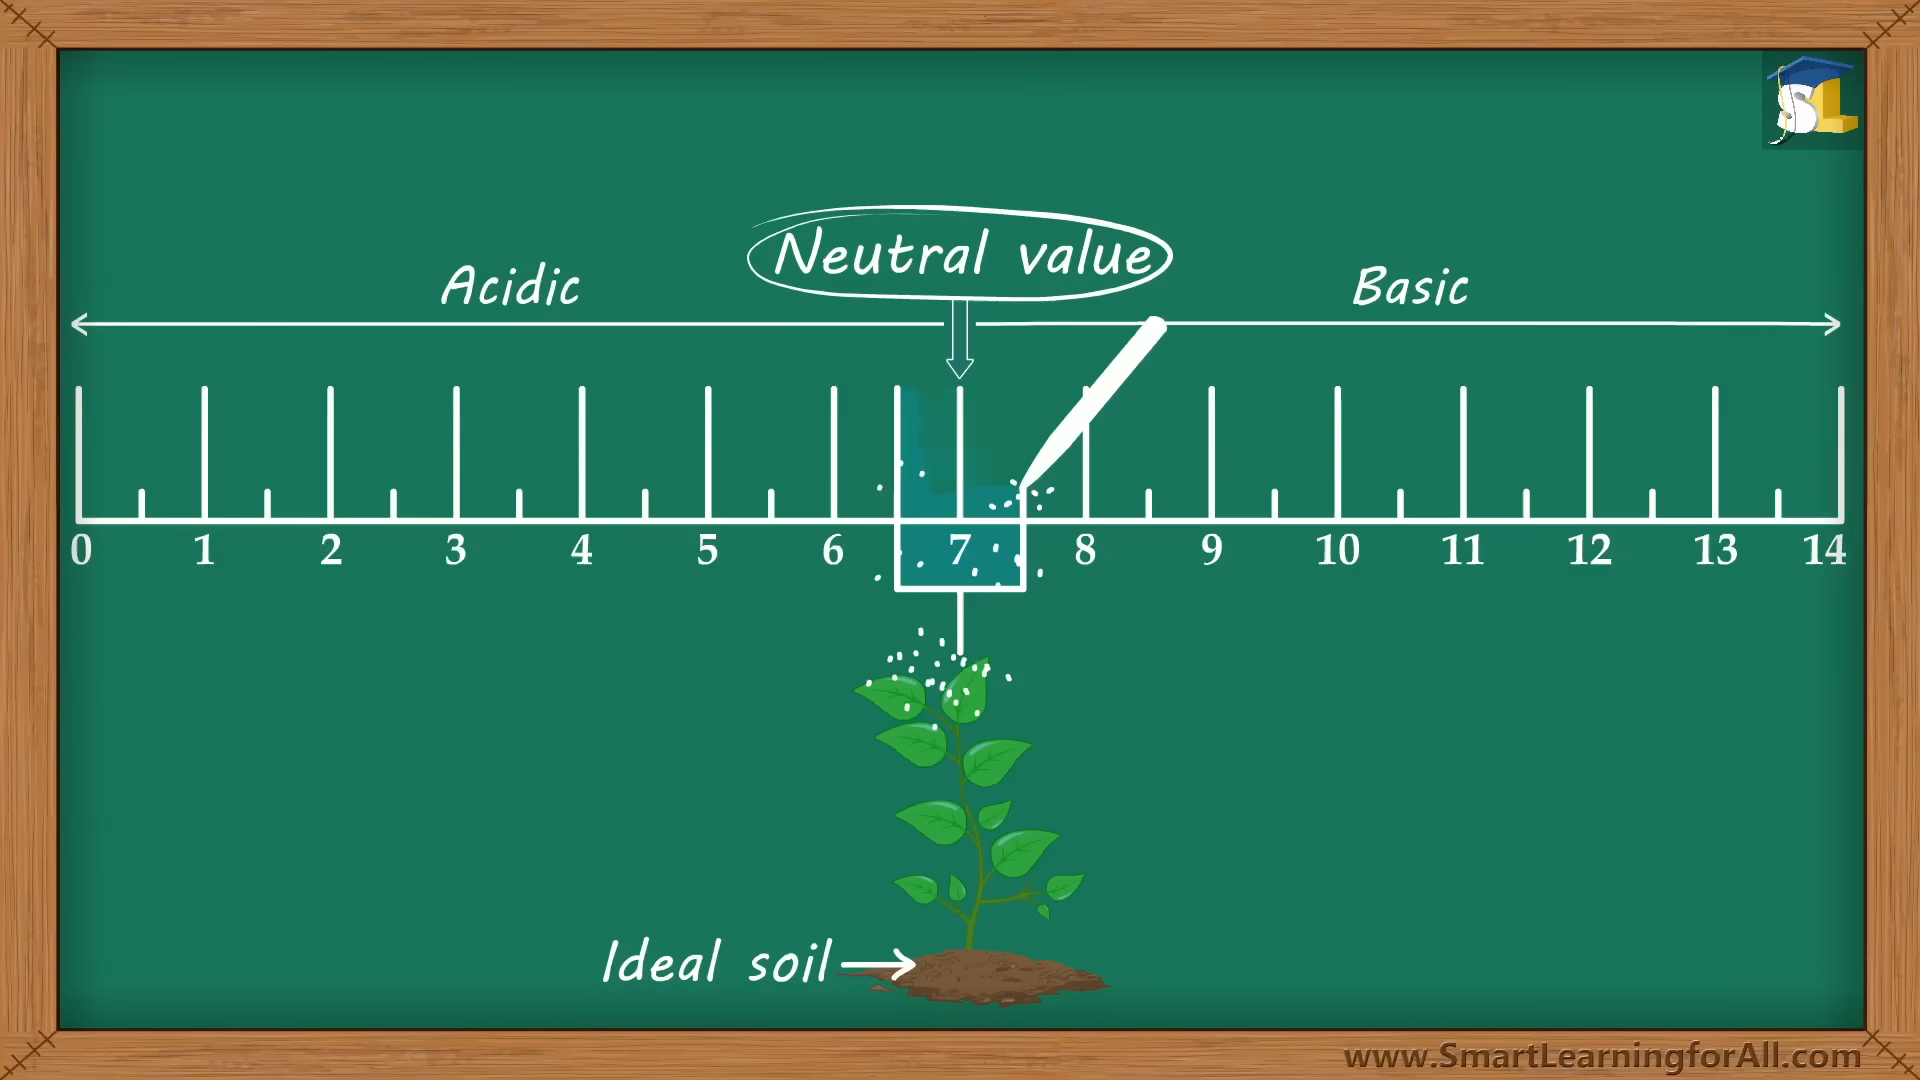 Neutral value
Acidic
Basic
0 1 2 3 4 5 6 7 8 9 10 11 12 13 14
Ideal soil
SL
www.SmartLearningforAll.com